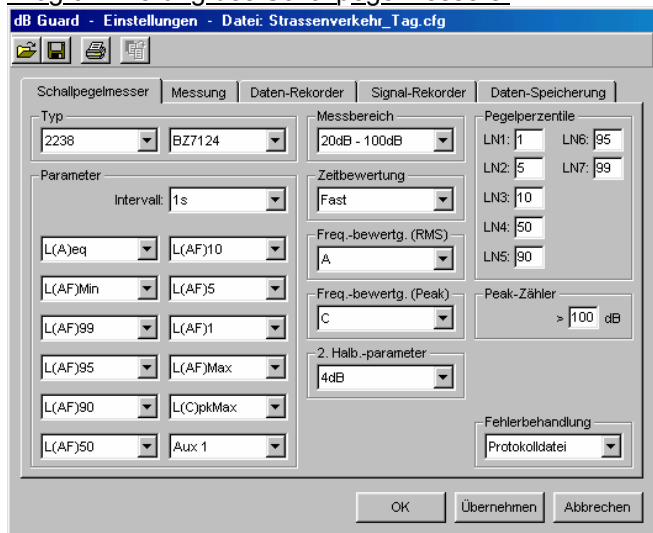 dB Guard - Einstellungen - Datei: Strassenverkehr_Tag.cfg
Schallpegelmesser Messung Daten-Rekorder Signal-Rekorder Daten-Speicherung
Typ
2238 BZ7124
Parameter
Intervall: 1s
L(A)eq L(AF)10
L(AF)Min L(AF)5
L(AF)99 L(AF)1
L(AF)95 L(AF)Max
L(AF)90 L(C)pkMax
L(AF)50 Aux 1
Messbereich
20dB - 100dB
Zeitbewertung
Fast
Freq.-bewertg. (RMS)
A
Freq.-bewertg. (Peak)
C
2. Halb.-parameter
4dB
Pegelperzentile
LN1: 1 LN6: 95
LN2: 5 LN7: 99
LN3: 10
LN4: 50
LN5: 90
Peak-Zähler
> 100 dB
Fehlerbehandlung
Protokolldatei
OK Übernehmen Abbrechen